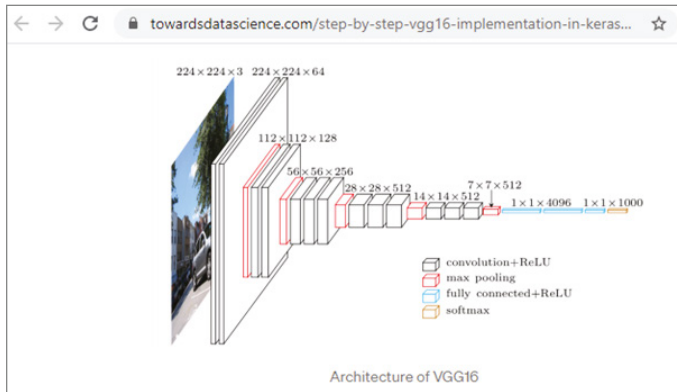 towardsdatascience.com/step-by-step-vgg16-implementation-in-keras...
224×224×3 224×224×64
112×112×128
56×56×256
28×28×512
14×14×512
7×7×512
1×1×4096 1×1×1000
convolution+ReLU
max pooling
fully connected+ReLU
softmax
Architecture of VGG16